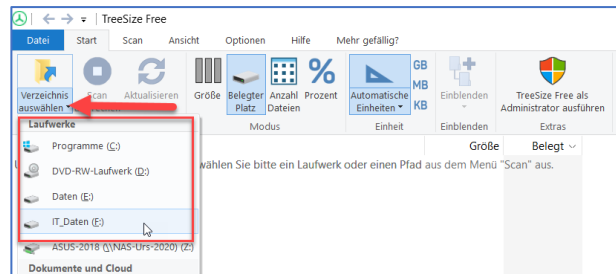 TreeSize Free
Datei Start Scan Ansicht Optionen Hilfe Mehr gefällig?
Verzeichnis auswählen
Scan
Aktualisieren
Größe
Belegter Platz
Anzahl Dateien
Prozent
Automatische Einheiten
GB
MB
KB
Einblenden
TreeSize Free als Administrator ausführen
Modus Einheit Einblenden Extras
Laufwerke
Größe Belegt
Programme (C:)
DVD-RW-Laufwerk (D:)
wählen Sie bitte ein Laufwerk oder einen Pfad aus dem Menü "Scan" aus.
Daten (E:)
IT_Daten (F:)
ASUS-2018 (\\NAS-Urs-2020) (Z:)
Dokumente und Cloud